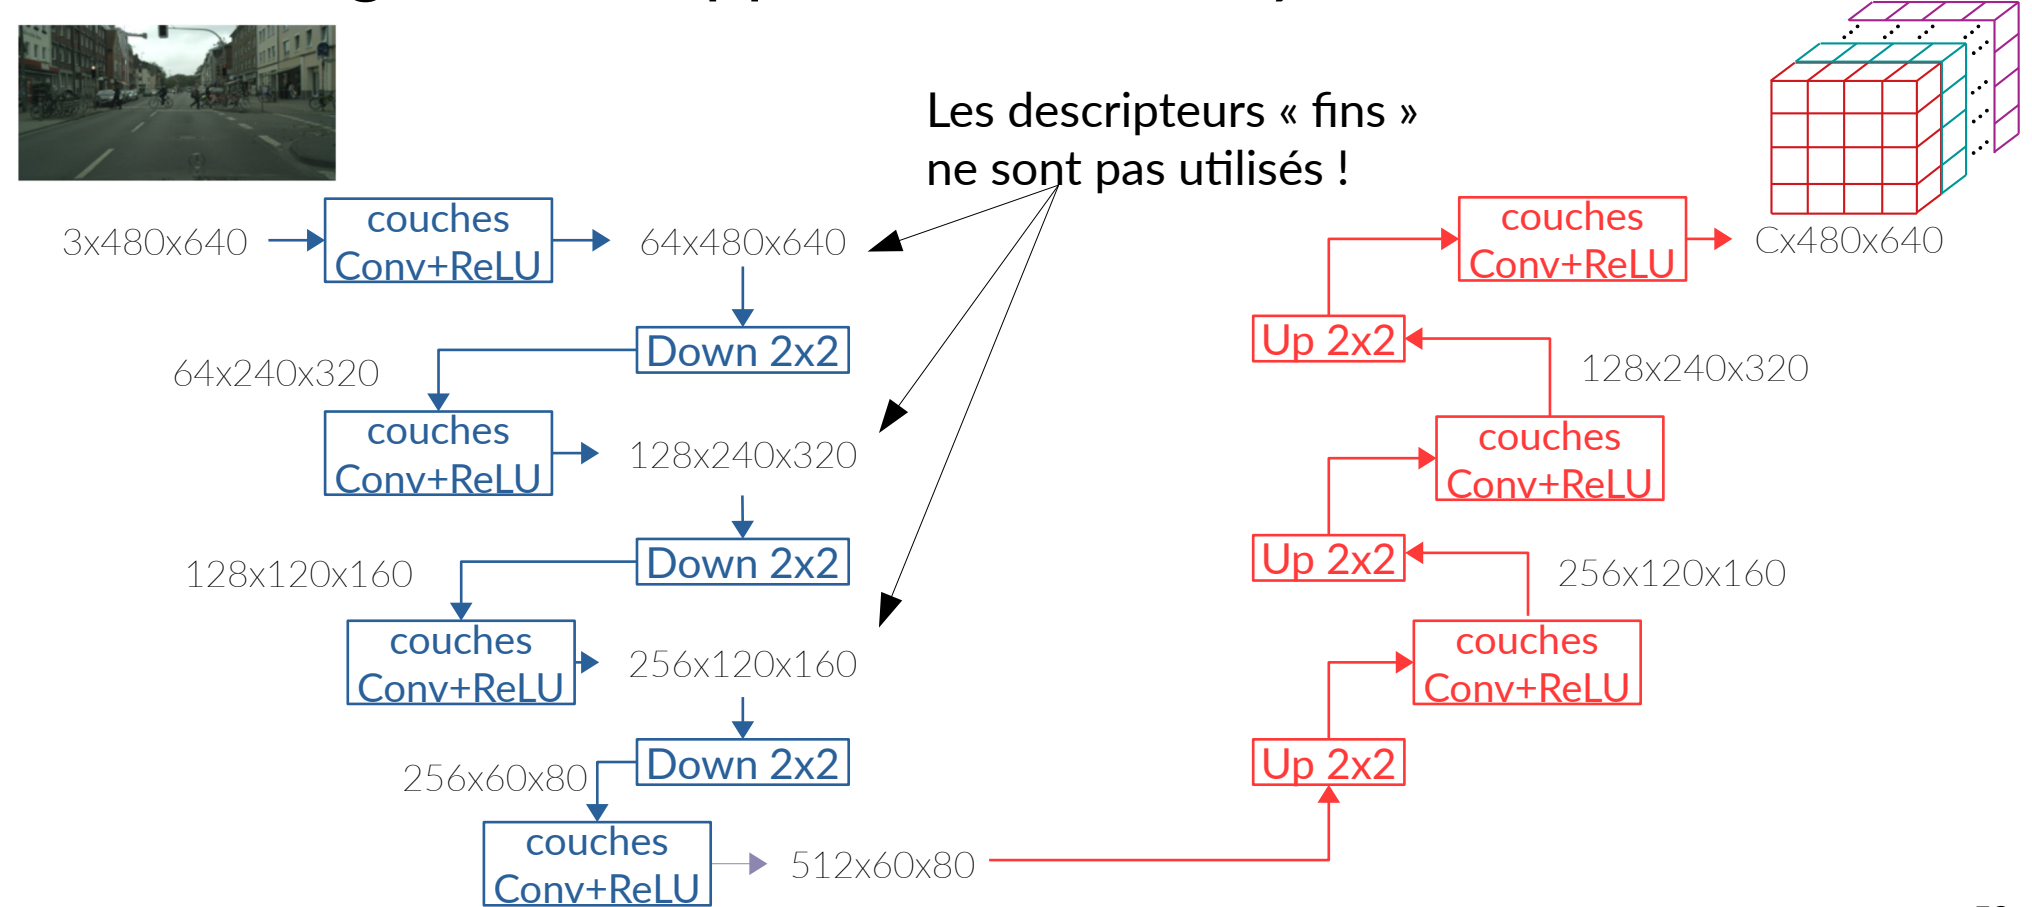 Les descripteurs « fins »
ne sont pas utilisés !
3x480x640
couches
Conv+ReLU
64x480x640
Down 2x2
64x240x320
couches
Conv+ReLU
128x240x320
Down 2x2
128x120x160
couches
Conv+ReLU
256x120x160
Down 2x2
256x60x80
couches
Conv+ReLU
512x60x80
Up 2x2
couches
Conv+ReLU
256x120x160
Up 2x2
couches
Conv+ReLU
128x240x320
Up 2x2
couches
Conv+ReLU
Cx480x640